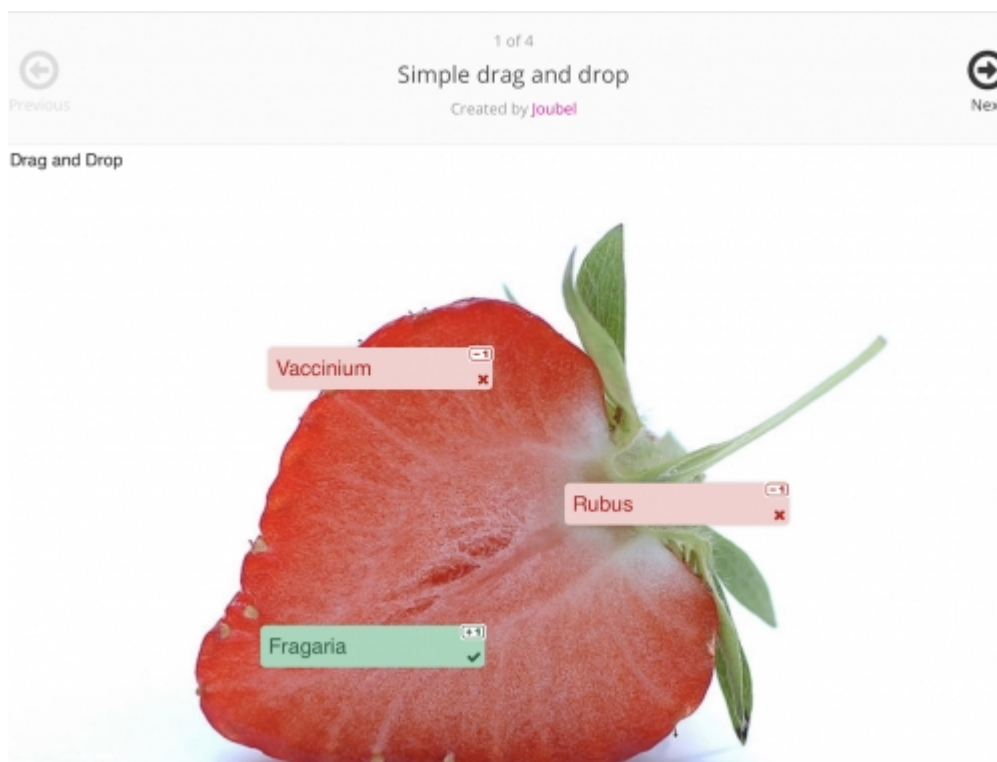 1 of 4
Simple drag and drop
Created by Joubel
Previous
Nex
Drag and Drop
Vaccinium
-1
Rubus
-1
Fragaria
+1